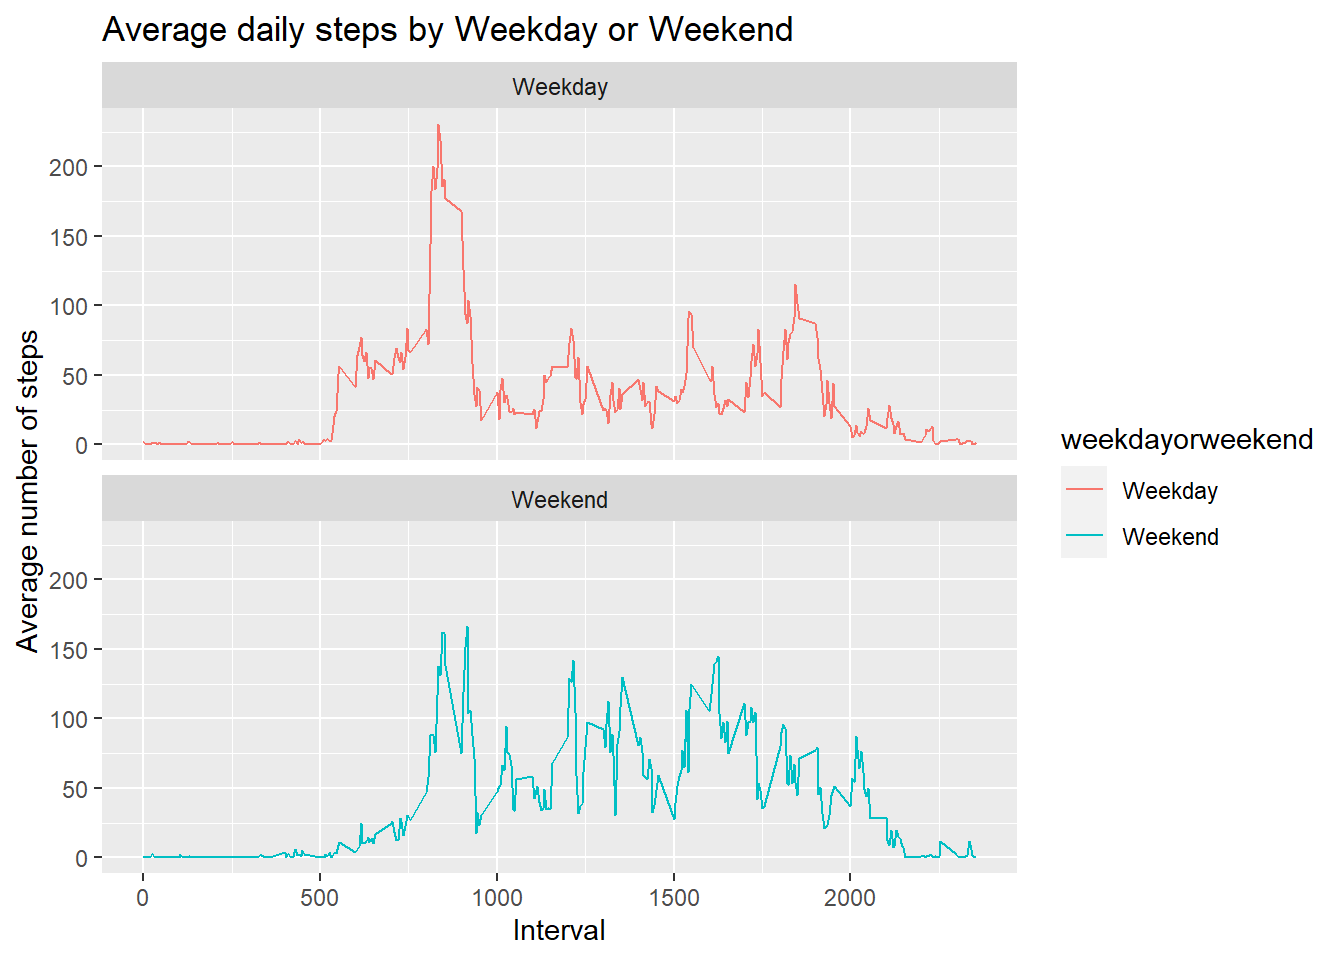 Average daily steps by Weekday or Weekend
Weekday
200
150
100
50
0
Weekend
200
150
100
50
0
0 500 1000 1500 2000
Interval
Average number of steps
weekdayorweekend
Weekday
Weekend